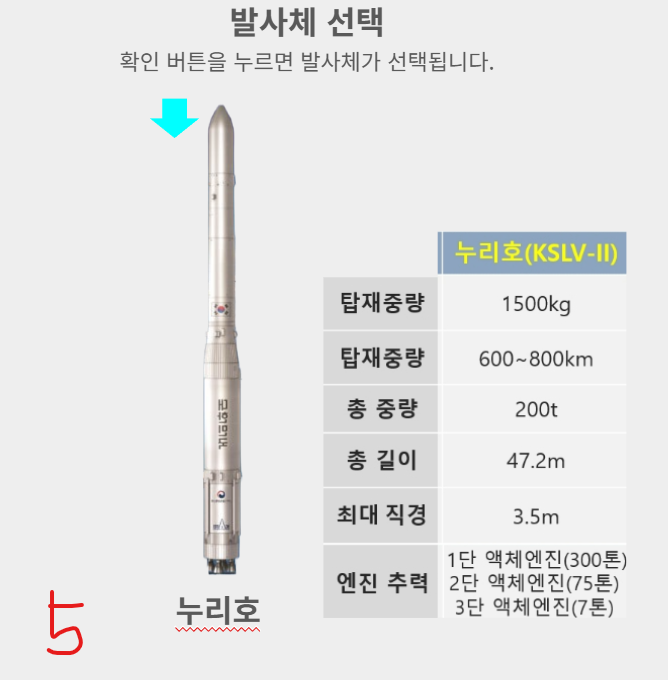 발사체 선택
확인 버튼을 누르면 발사체가 선택됩니다.
누리호(KSLV-II)
탑재중량 1500kg
탑재중량 600~800km
총 중량 200t
총 길이 47.2m
최대 직경 3.5m
엔진 추력
1단 액체엔진(300톤)
2단 액체엔진(75톤)
3단 액체엔진(7톤)
누리호
5